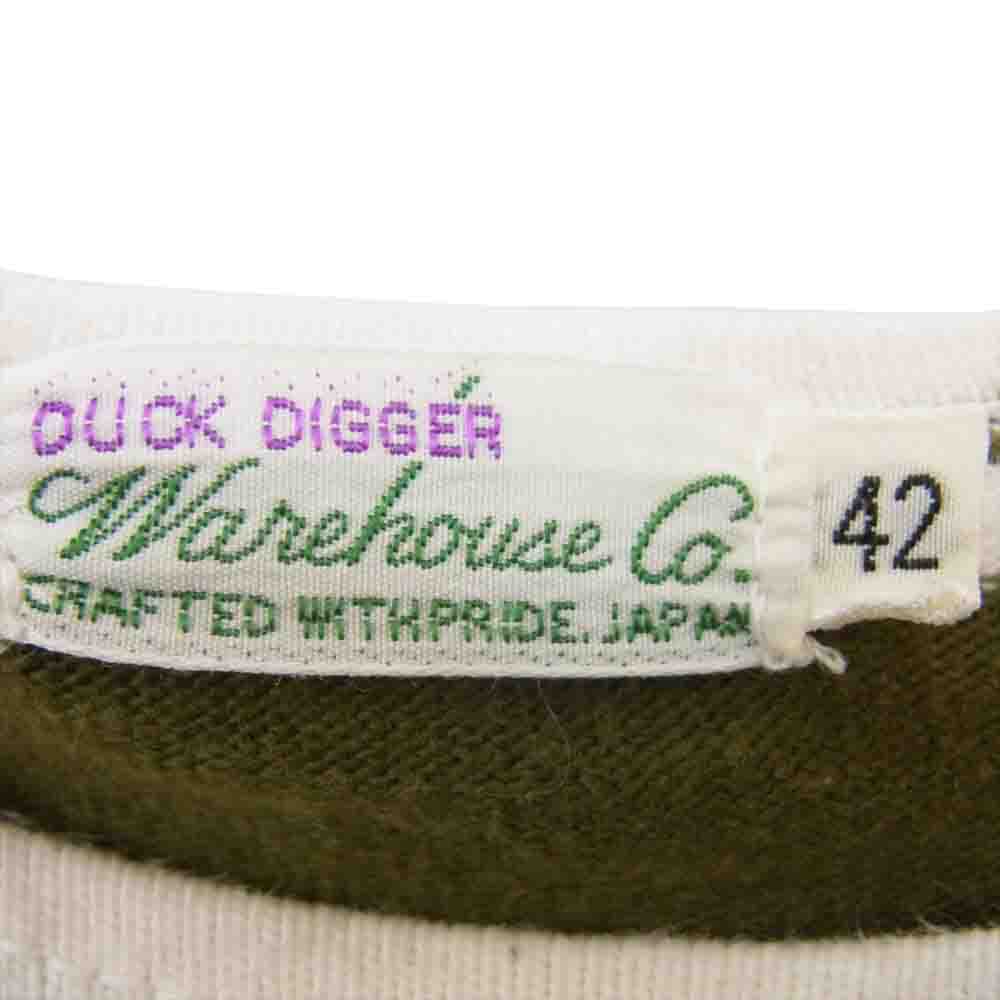 DUCK DIGGER
Warehouse Co.
CRAFTED WITH PRIDE. JAPAN
42